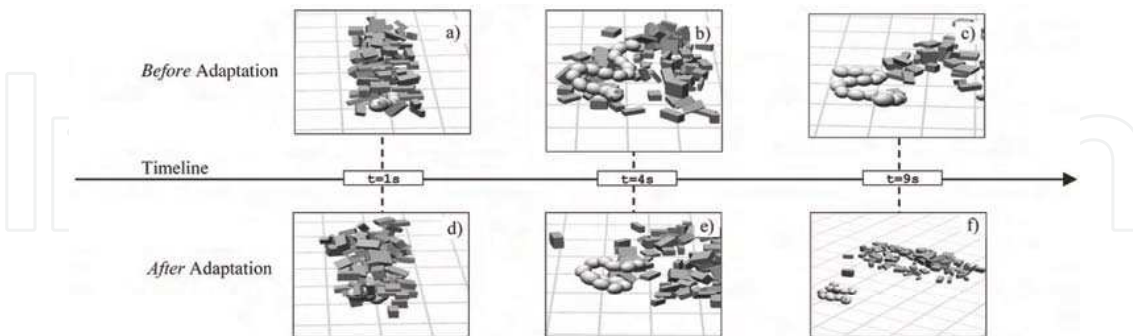 a)
b)
c)
Before Adaptation
Timeline
t=1s
t=4s
t=9s
d)
e)
f)
After Adaptation